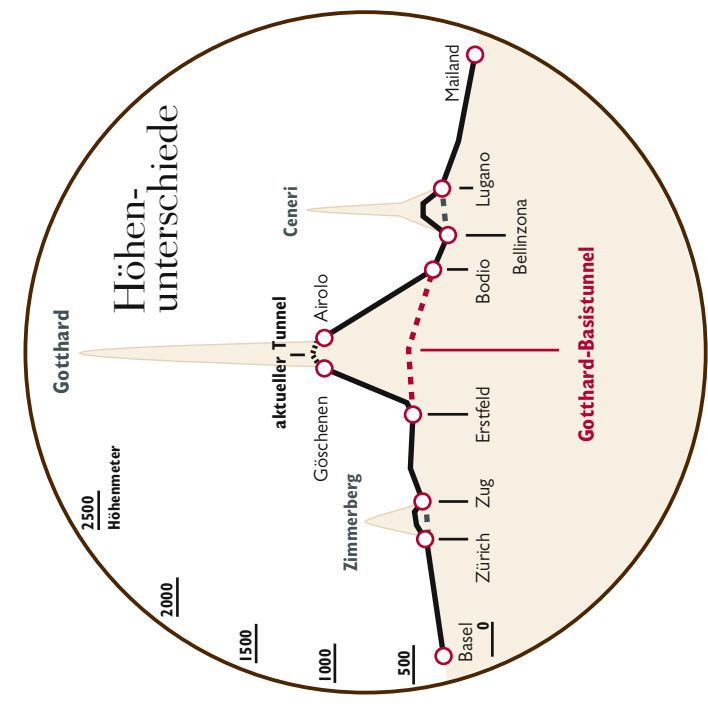 Höhen-
unterschiede
Gotthard
Ceneri
Zimmerberg
aktueller Tunnel
Göschenen
Airolo
2500
Höhenmeter
2000
1500
1000
500
0
Basel
Zürich
Zug
Erstfeld
Bodio
Bellinzona
Lugano
Mailand
Gotthard-Basistunnel